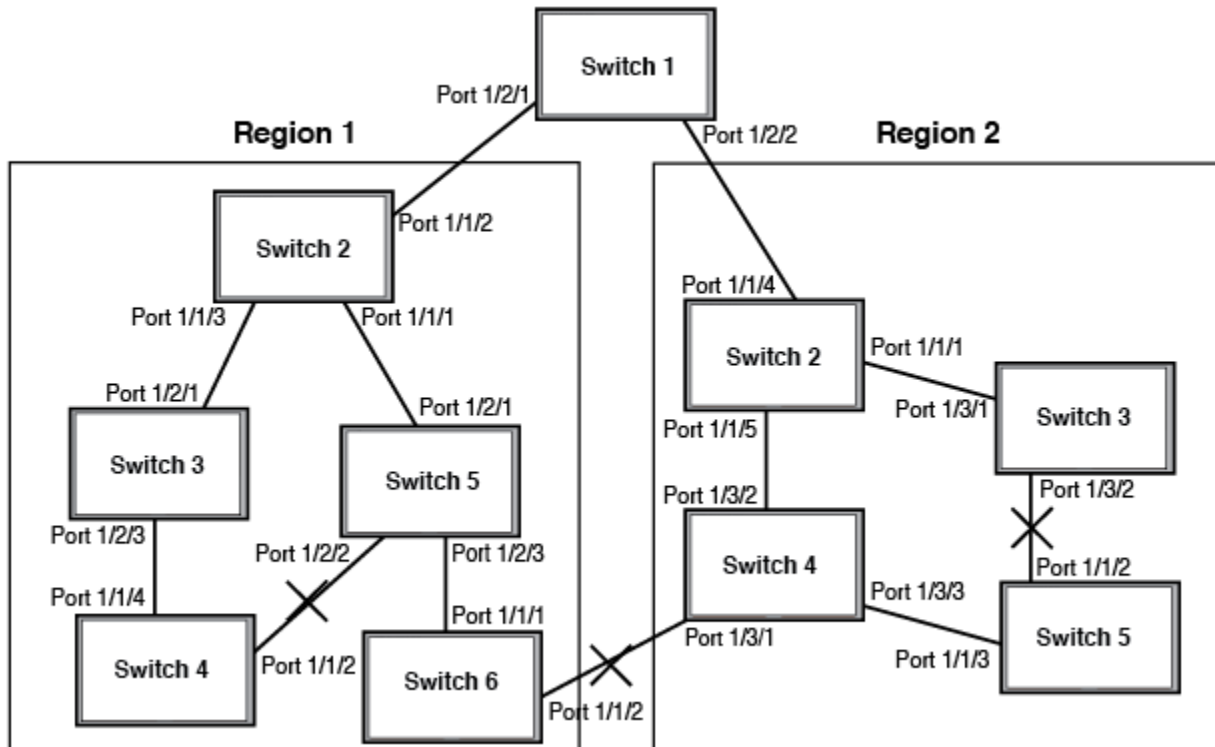 Switch 1
Port 1/2/1
Region 1
Port 1/2/2
Region 2
Switch 2
Port 1/1/2
Port 1/1/3
Port 1/1/1
Port 1/1/4
Switch 2
Port 1/1/1
Port 1/2/1
Port 1/2/1
Port 1/3/1
Switch 3
Port 1/1/5
Switch 3
Switch 5
Port 1/3/2
Port 1/3/2
Port 1/2/3
Port 1/2/2
Port 1/2/3
Switch 4
Port 1/1/2
Port 1/1/4
Port 1/1/1
Port 1/3/3
Port 1/3/1
Switch 5
Switch 4
Port 1/1/2
Switch 6
Port 1/1/3
Port 1/1/2